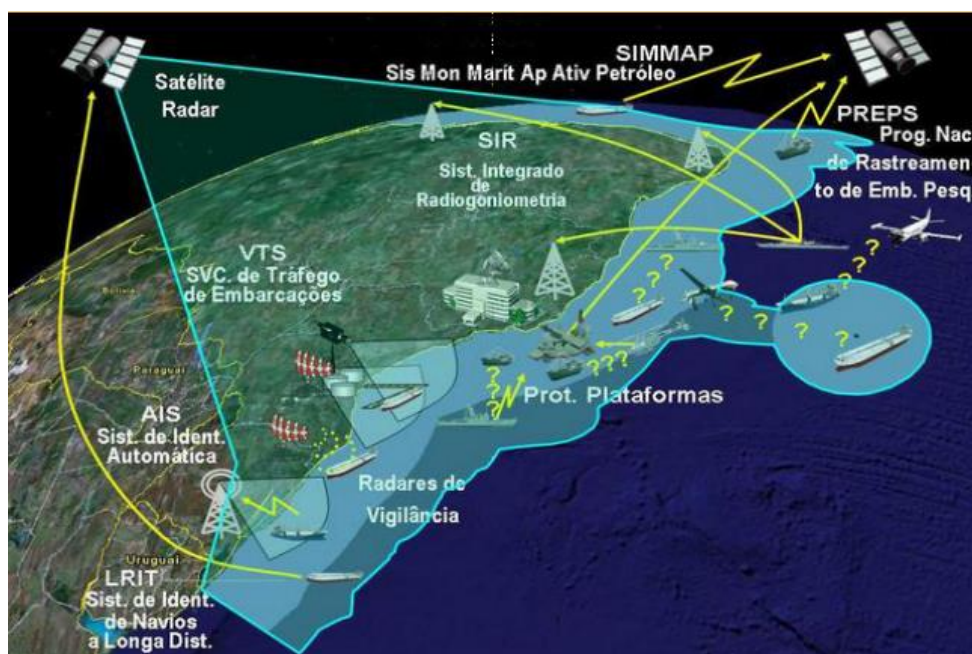 SIMMAP
Sis Mon Marít Ap Ativ Petróleo
Satélite
Radar
PREPS
Prog. Nac
de Rastreamen
to de Emb. Pesq
SIR
Sist. Integrado
de
Radiogoniometria
VTS
SVC. de Tráfego
de Embarcações
Bolivia
Paraguai
? ? ?
? ? ?
? ? ? ?
? ? ?
? ? ?
Prot. Plataformas
AIS
Sist. de Ident.
Automática
Radares de
Vigilância
Uruguai
LRIT
Sist. de Ident.
de Navios
a Longa Dist.